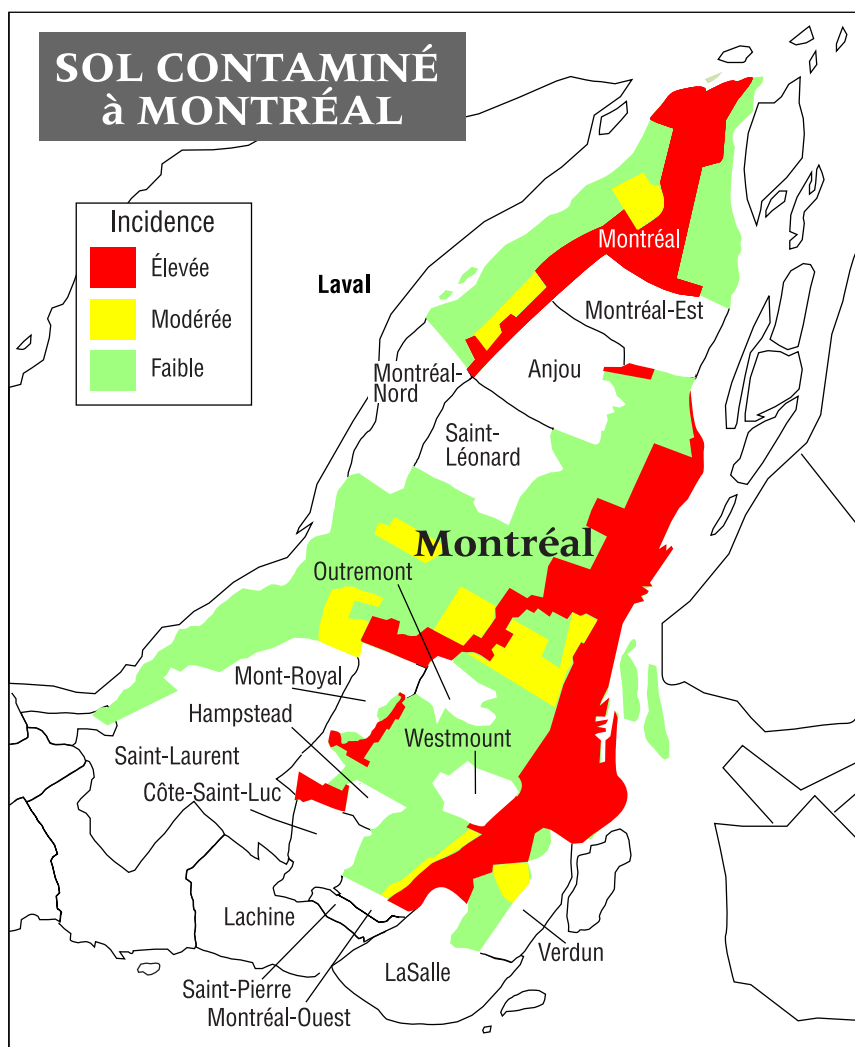 SOL CONTAMINÉ
à MONTRÉAL
Incidence
Élevée
Modérée
Faible
Laval
Montréal
Montréal-Est
Anjou
Montréal-
Nord
Saint-
Léonard
Montréal
Outremont
Mont-Royal
Hampstead
Westmount
Saint-Laurent
Côte-Saint-Luc
Lachine
Verdun
LaSalle
Saint-Pierre
Montréal-Ouest